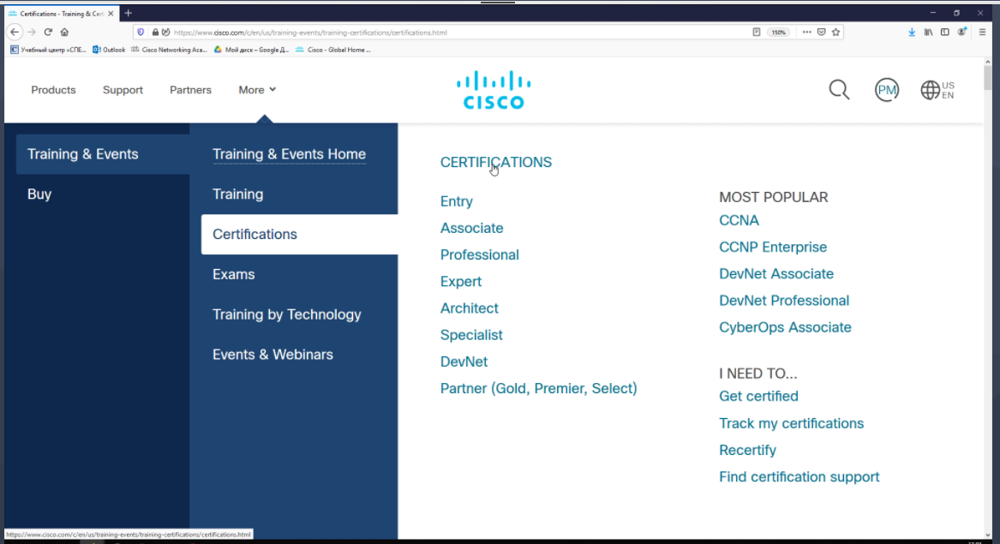 Certifications - Training & Cert
https://www.cisco.com/c/en/us/training-events/training-certifications/certifications.html
150%
Учебный центр «СПЕ...
Outlook
Cisco Networking Aca...
Мой диск – Google Д...
Cisco - Global Home ...
Products
Support
Partners
More
CISCO
PM
US
EN
Training & Events
Buy
Training & Events Home
Training
Certifications
Exams
Training by Technology
Events & Webinars
CERTIFICATIONS
Entry
Associate
Professional
Expert
Architect
Specialist
DevNet
Partner (Gold, Premier, Select)
MOST POPULAR
CCNA
CCNP Enterprise
DevNet Associate
DevNet Professional
CyberOps Associate
I NEED TO...
Get certified
Track my certifications
Recertify
Find certification support
https://www.cisco.com/c/en/us/training-events/training-certifications/certifications.html